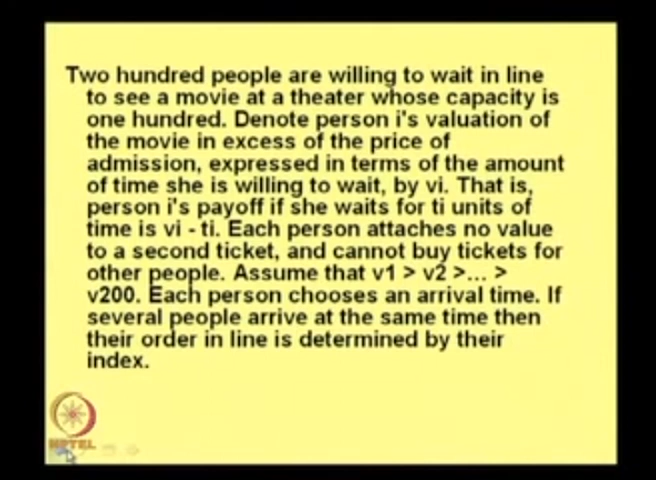 Two hundred people are willing to wait in line
to see a movie at a theater whose capacity is
one hundred. Denote person i's valuation of
the movie in excess of the price of
admission, expressed in terms of the amount
of time she is willing to wait, by vi. That is,
person i's payoff if she waits for ti units of
time is vi - ti. Each person attaches no value
to a second ticket, and cannot buy tickets for
other people. Assume that v1 > v2 >... >
v200. Each person chooses an arrival time. If
several people arrive at the same time then
their order in line is determined by their
index.
NPTEL